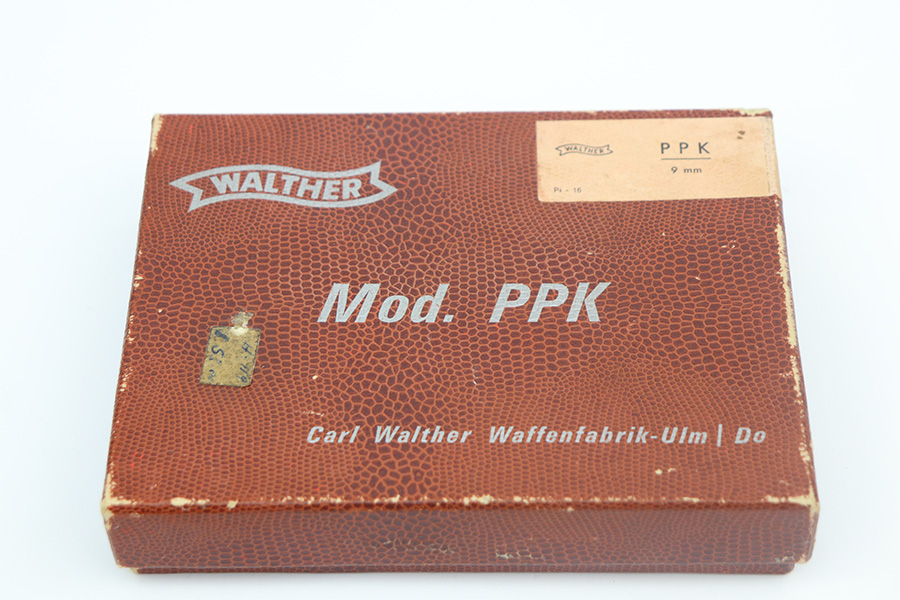 WALTHER
WALTHER
PPK
9 mm
Pi - 16
Mod. PPK
Carl Walther Waffenfabrik-Ulm | Do